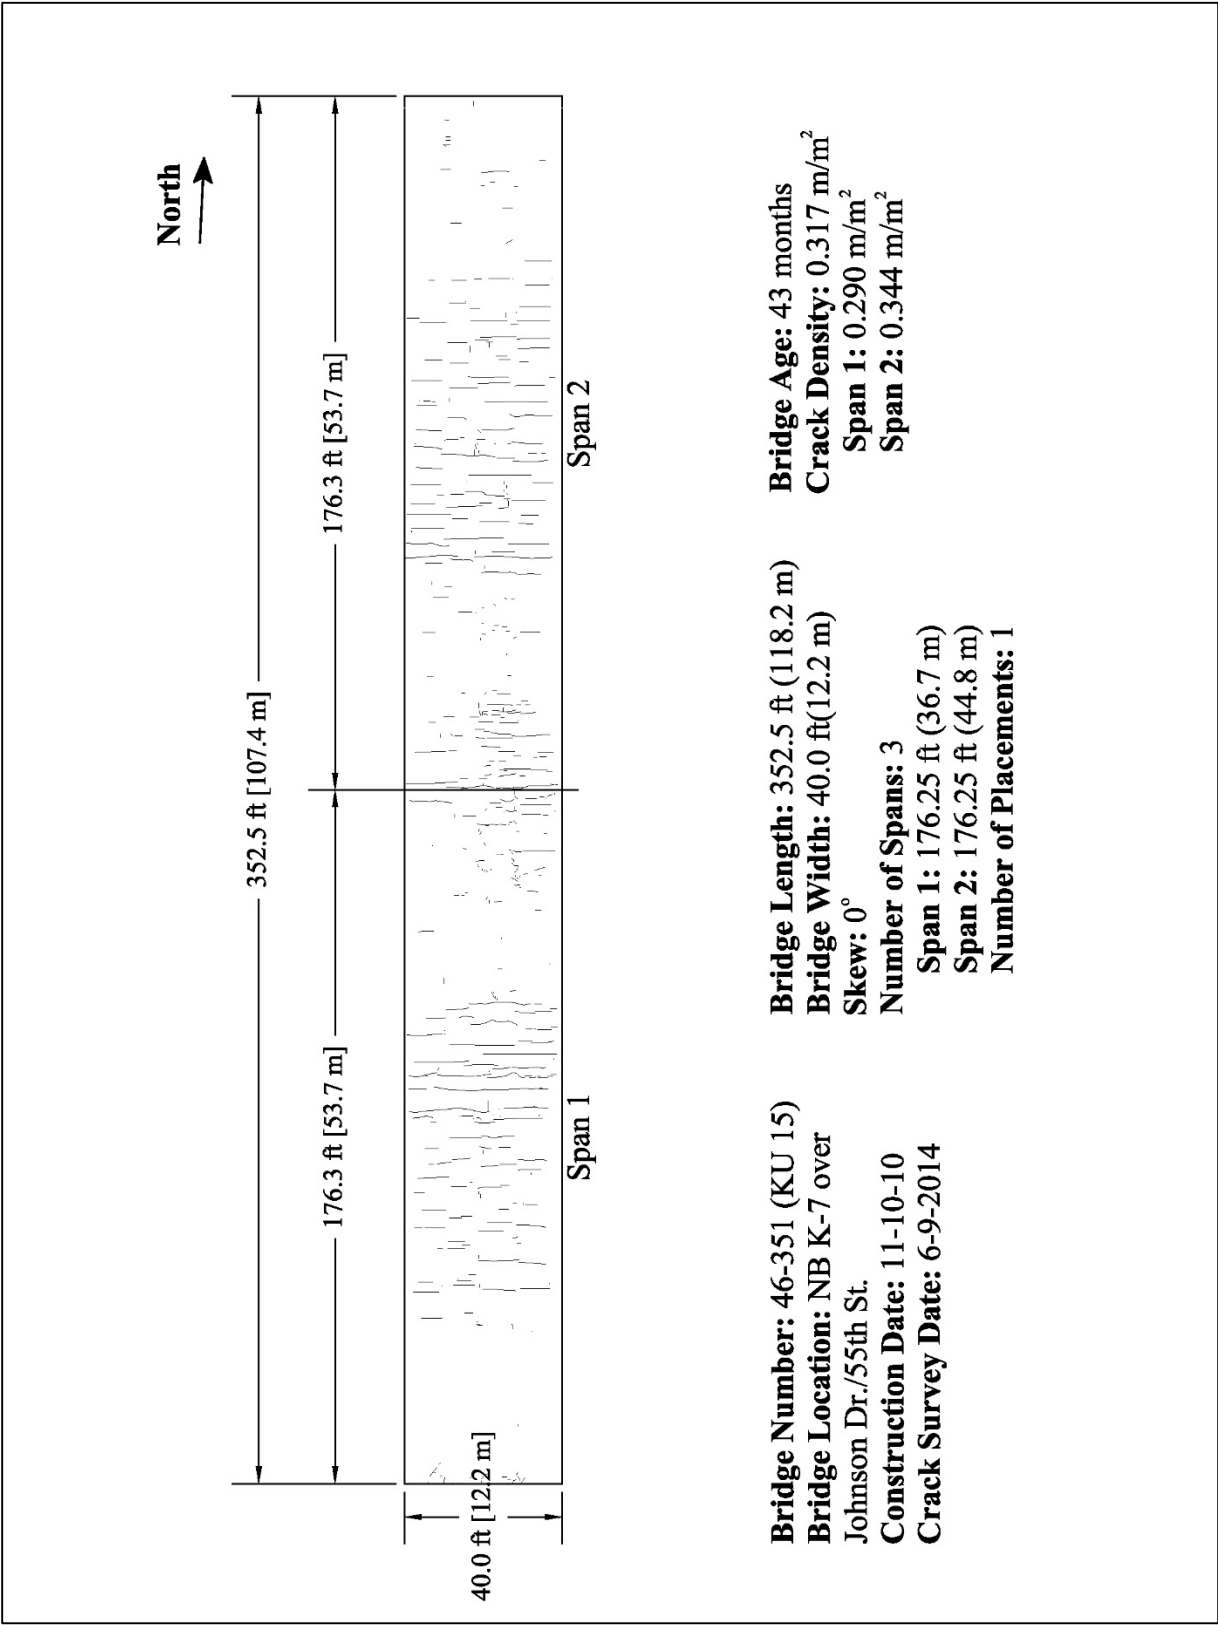 North
352.5 ft [107.4 m]
176.3 ft [53.7 m]
176.3 ft [53.7 m]
40.0 ft [12.2 m]
Span 1
Span 2
Bridge Number: 46-351 (KU 15)
Bridge Location: NB K-7 over
Johnson Dr./55th St.
Construction Date: 11-10-10
Crack Survey Date: 6-9-2014
Bridge Length: 352.5 ft (118.2 m)
Bridge Width: 40.0 ft(12.2 m)
Skew: 0°
Number of Spans: 3
Span 1: 176.25 ft (36.7 m)
Span 2: 176.25 ft (44.8 m)
Number of Placements: 1
Bridge Age: 43 months
Crack Density: 0.317 m/m²
Span 1: 0.290 m/m²
Span 2: 0.344 m/m²